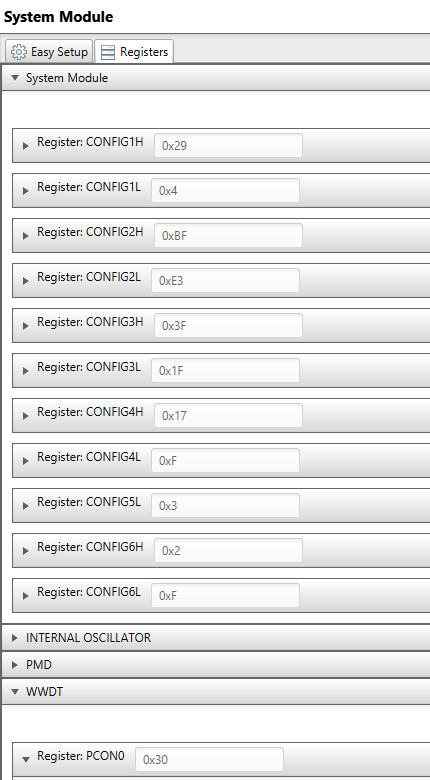 System Module
Easy Setup Registers
System Module
Register: CONFIG1H 0x29
Register: CONFIG1L 0x4
Register: CONFIG2H 0xBF
Register: CONFIG2L 0xE3
Register: CONFIG3H 0x3F
Register: CONFIG3L 0x1F
Register: CONFIG4H 0x17
Register: CONFIG4L 0xF
Register: CONFIG5L 0x3
Register: CONFIG6H 0x2
Register: CONFIG6L 0xF
INTERNAL OSCILLATOR
PMD
WWDT
Register: PCON0 0x30